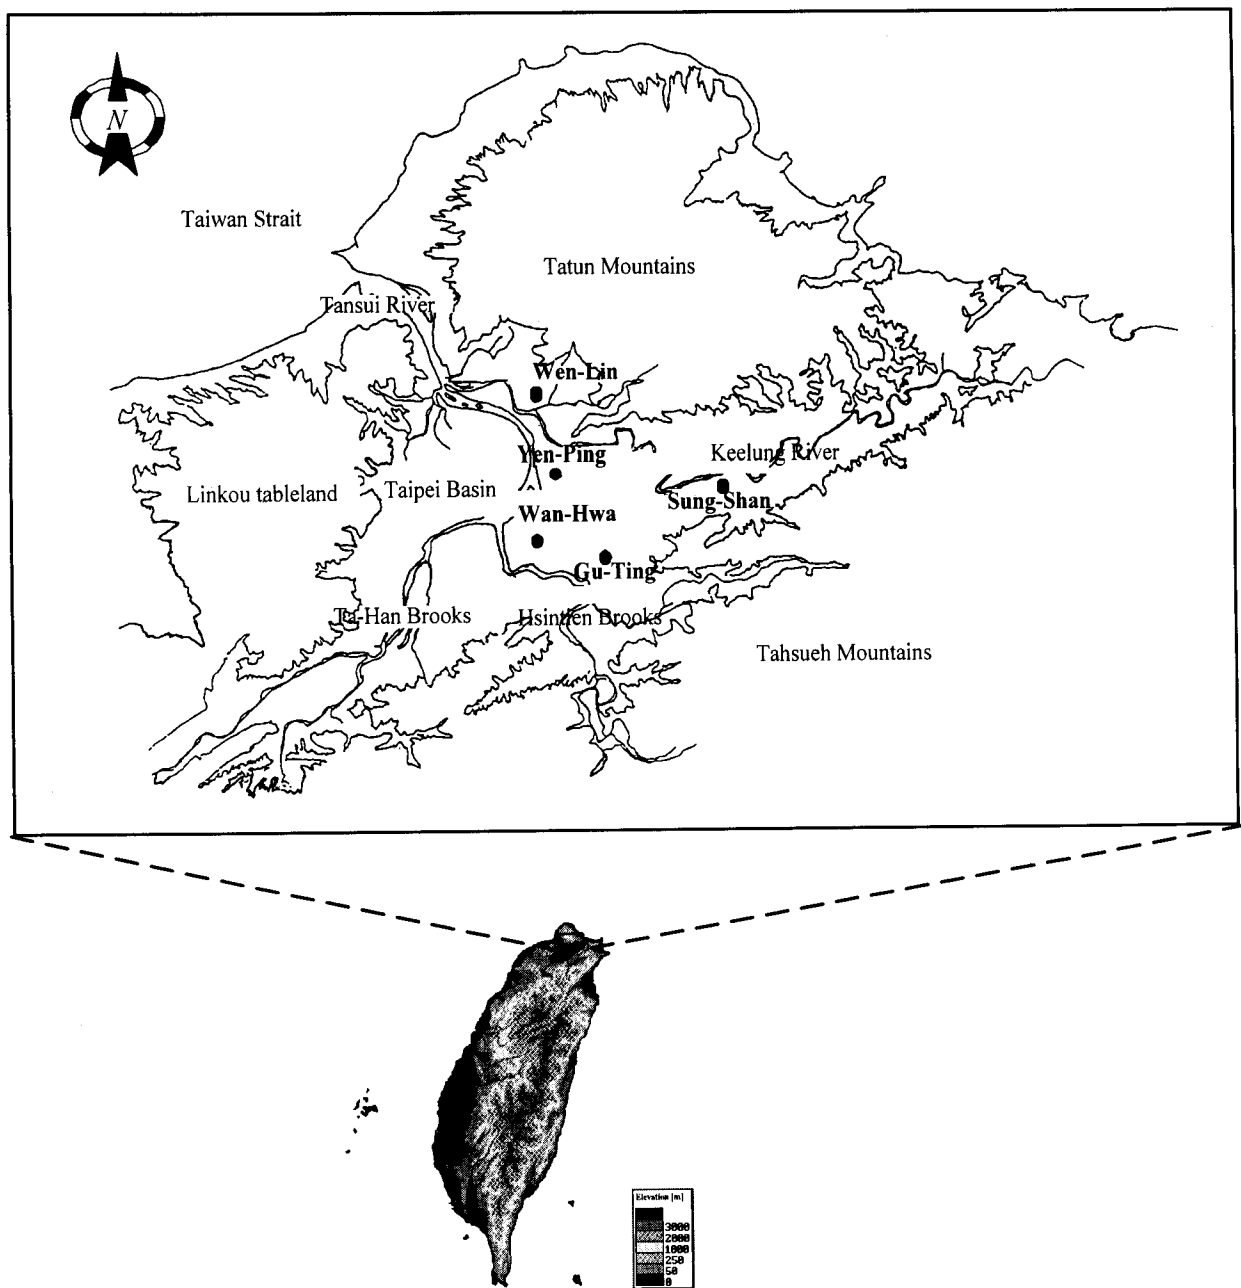 N
Taiwan Strait
Tatun Mountains
Tansui River
Wen-Lin
Yen-Ping
Keelung River
Linkou tableland
Taipei Basin
Sung-Shan
Wan-Hwa
Gu-Ting
Ta-Han Brooks
Hsintien Brooks
Tahsueh Mountains
Elevation [m]
3000
2000
1000
250
50
0